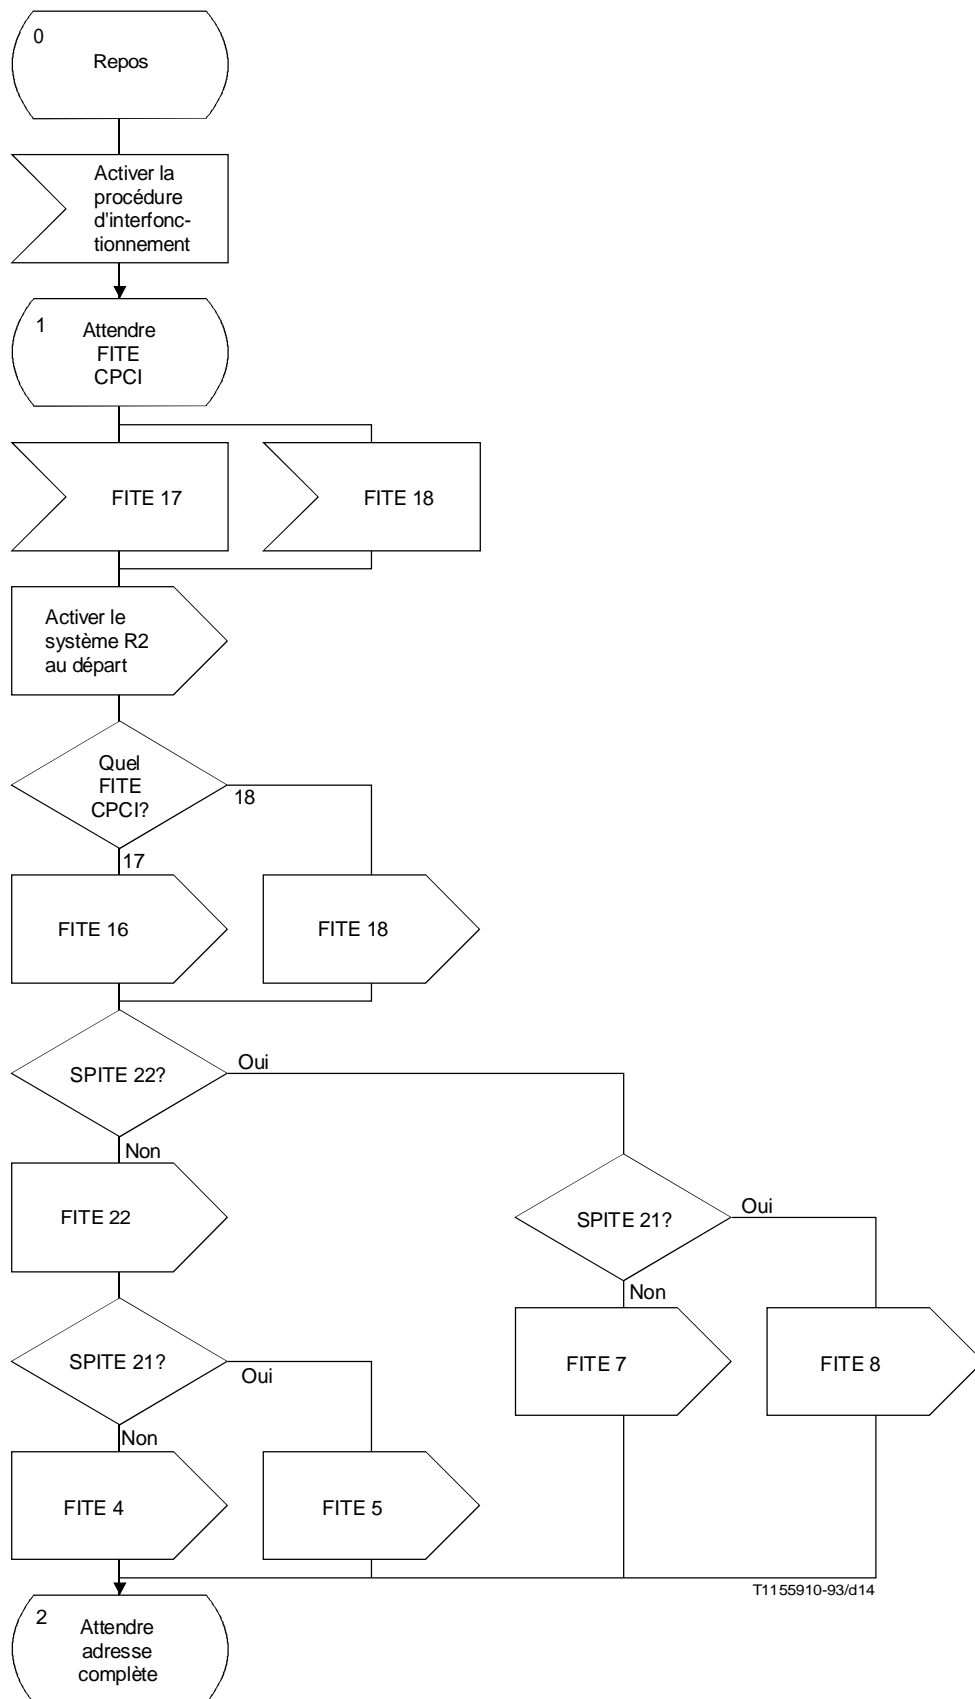 0
Repos
Activer la
procédure
d'interfonc-
tionnement
1
Attendre
FITE
CPCI
FITE 17
FITE 18
Activer le
système R2
au départ
Quel
FITE
CPCI?
18
17
FITE 16
FITE 18
SPITE 22?
Oui
Non
FITE 22
SPITE 21?
Oui
Non
FITE 7
FITE 8
SPITE 21?
Oui
Non
FITE 4
FITE 5
T1155910-93/d14
2
Attendre
adresse
complète